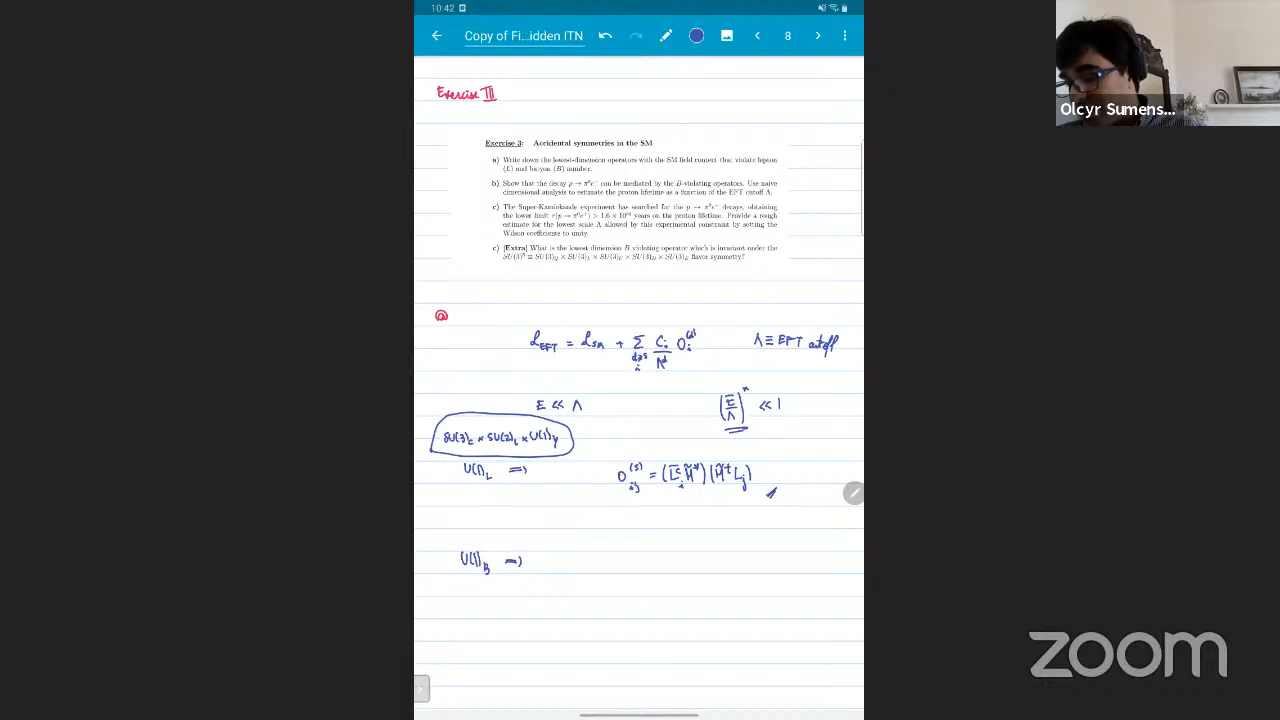 10:42
Copy of Fi...idden ITN
8
Olcyr Sumens...
Exercise III
Exercise 3: Accidental symmetries in the SM
a) Write down the lowest-dimension operators with the SM field content that violate lepton
(L) and baryon (B) number.
b) Show that the decay p → π⁰e⁺ can be mediated by the B-violating operators. Use naive
dimensional analysis to estimate the proton lifetime as a function of the EFT cutoff Λ.
c) The Super-Kamiokande experiment has searched for the p → π⁰e⁺ decays, obtaining
the lower limit τ(p → π⁰e⁺) > 1.6 × 10³⁴ years on the proton lifetime. Provide a rough
estimate for the lowest scale Λ allowed by this experimental constraint by setting the
Wilson coefficients to unity.
c) [Extra] What is the lowest dimension B violating operator which is invariant under the
SU(3)⁵ ≡ SU(3)_Q × SU(3)_L × SU(3)_U × SU(3)_D × SU(3)_E flavor symmetry?
a
L_EFT = L_SM + Σ_{d≥5, i} C_i/Λ^d O_i^(d) Λ ≡ EFT cutoff
E << Λ (E/Λ)^n << 1
SU(3)_c × SU(2)_L × U(1)_Y
U(1)_L ⇒ O_ij^(5) = (L̄^c_i H̃*)(H̃† L_j)
U(1)_B ⇒
zoom